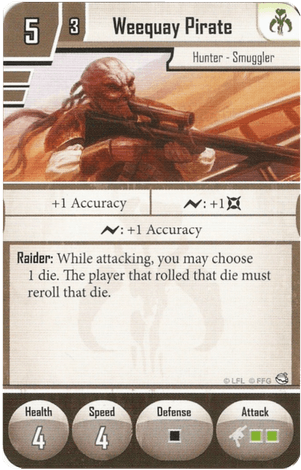 5
3
Weequay Pirate
Hunter - Smuggler
+1 Accuracy
: +1
: +1 Accuracy
Raider: While attacking, you may choose
1 die. The player that rolled that die must
reroll that die.
© LFL © FFG
Health
Speed
Defense
Attack
4
4